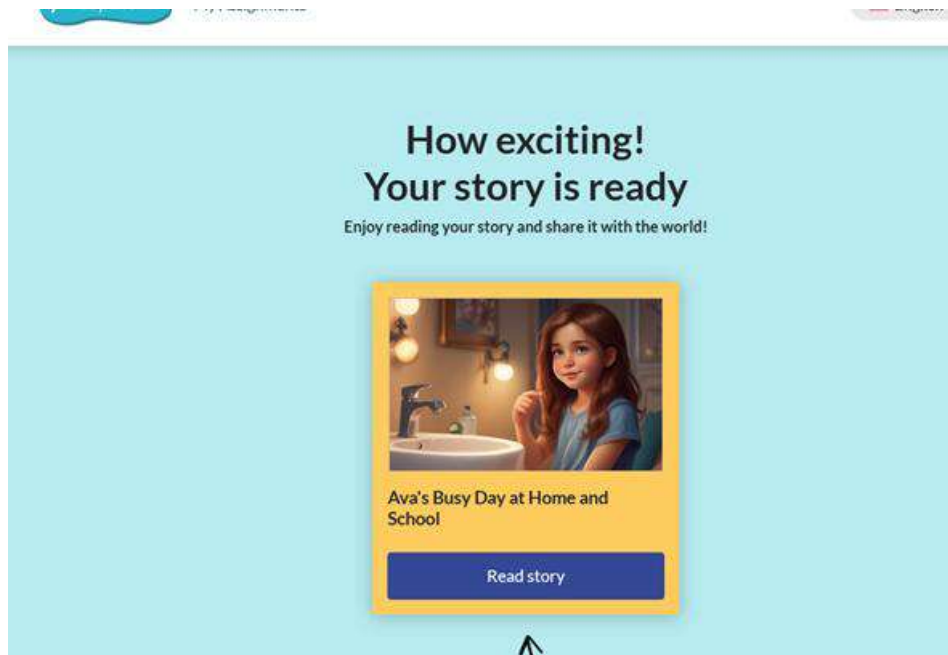 How exciting!
Your story is ready
Enjoy reading your story and share it with the world!
Ava's Busy Day at Home and
School
Read story